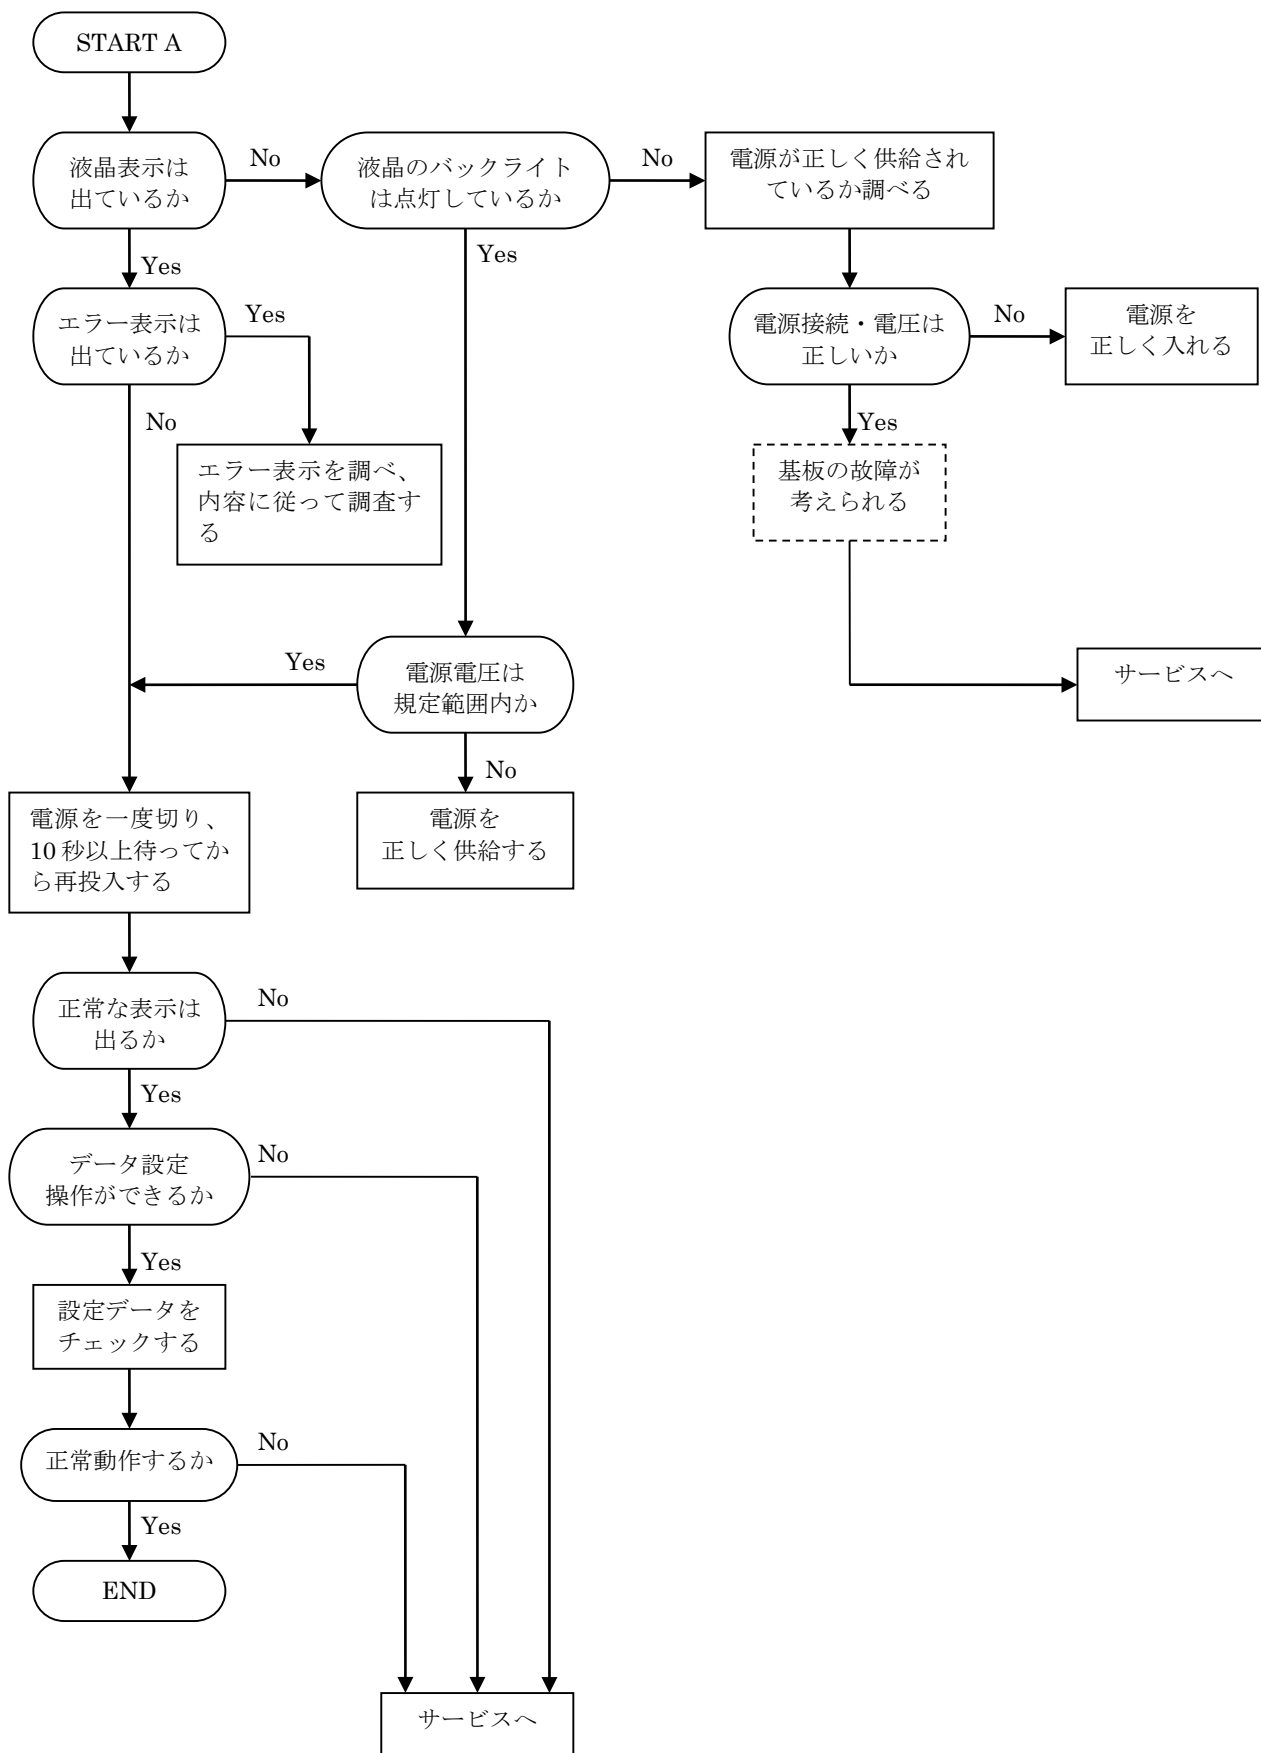 START A
液晶表示は
出ているか
No
液晶のバックライト
は点灯しているか
No
電源が正しく供給され
ているか調べる
Yes
Yes
エラー表示は
出ているか
Yes
電源接続・電圧は
正しいか
No
電源を
正しく入れる
No
Yes
エラー表示を調べ、
内容に従って調査す
る
基板の故障が
考えられる
Yes
電源電圧は
規定範囲内か
サービスへ
No
電源を一度切り、
10 秒以上待ってか
ら再投入する
電源を
正しく供給する
正常な表示は
出るか
No
Yes
データ設定
操作ができるか
No
Yes
設定データを
チェックする
正常動作するか
No
Yes
END
サービスへ